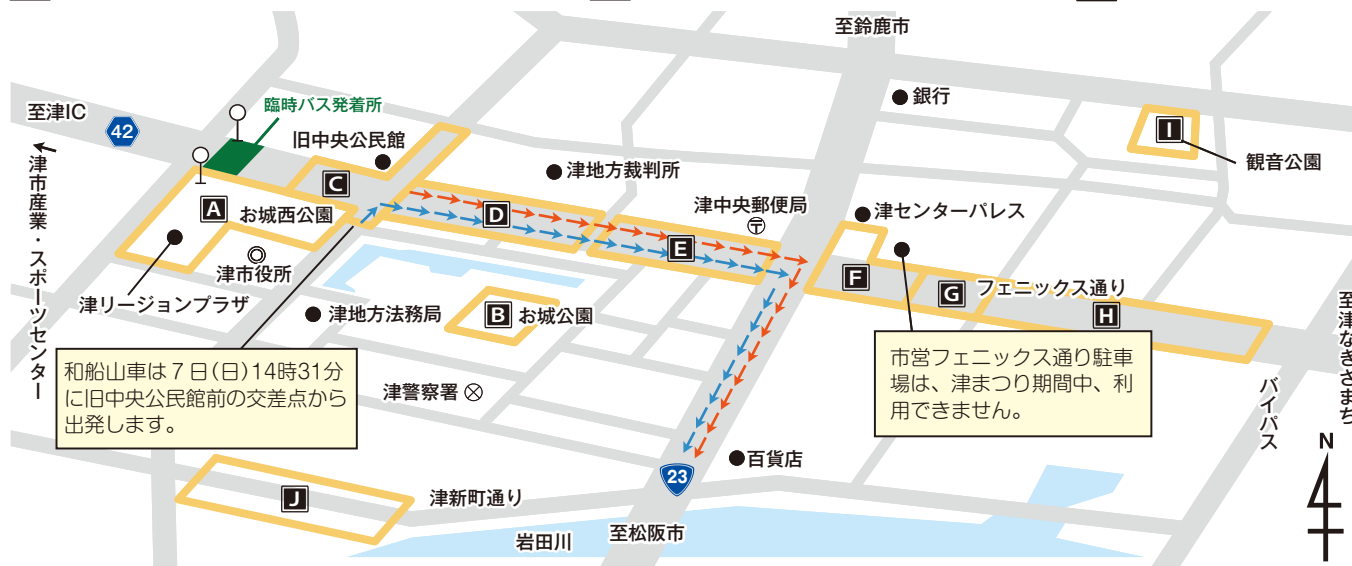 至鈴鹿市
銀行
至津IC
42
臨時バス発着所
旧中央公民館
I
観音公園
津市産業・スポーツセンター
C
津地方裁判所
A
お城西公園
D
津中央郵便局
〒
津センターパレス
E
津市役所
F
G
フェニックス通り
H
津リージョンプラザ
津地方法務局
B
お城公園
至津なぎさまち
和船山車は７日(日)14時31分
に旧中央公民館前の交差点から
出発します。
市営フェニックス通り駐車
場は、津まつり期間中、利
用できません。
バイパス
津警察署
N
百貨店
23
J
津新町通り
至松阪市
岩田川